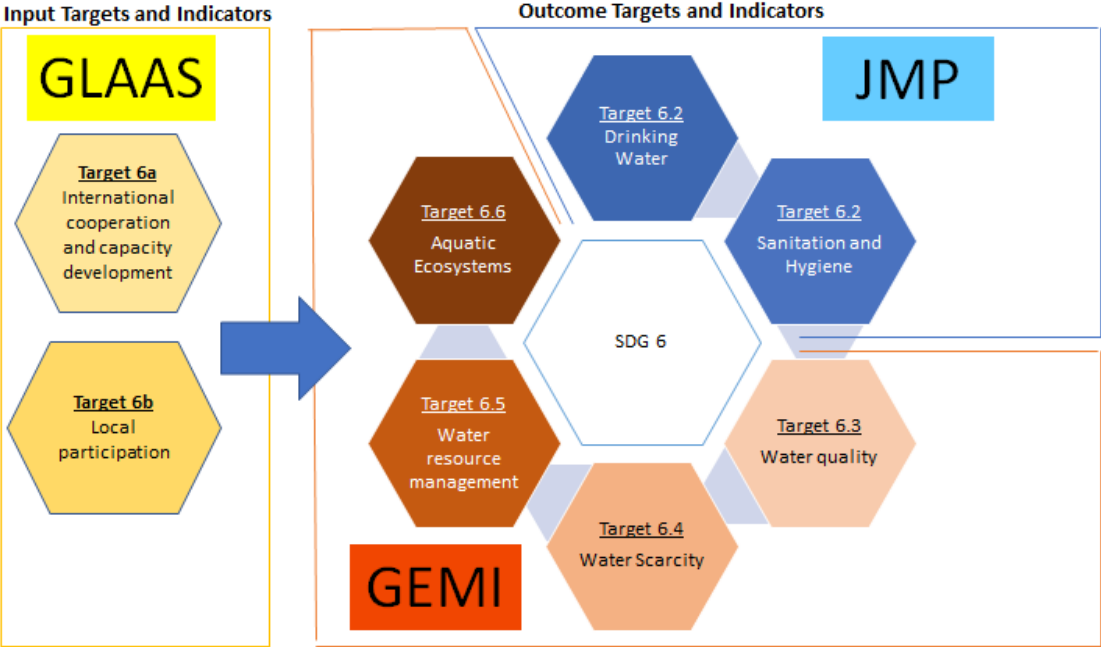 Input Targets and Indicators
GLAAS
Target 6a
International
cooperation
and capacity
development
Target 6b
Local
participation
Outcome Targets and Indicators
JMP
Target 6.2
Drinking
Water
Target 6.2
Sanitation and
Hygiene
Target 6.6
Aquatic
Ecosystems
SDG 6
Target 6.5
Water
resource
management
Target 6.3
Water quality
Target 6.4
Water Scarcity
GEMI